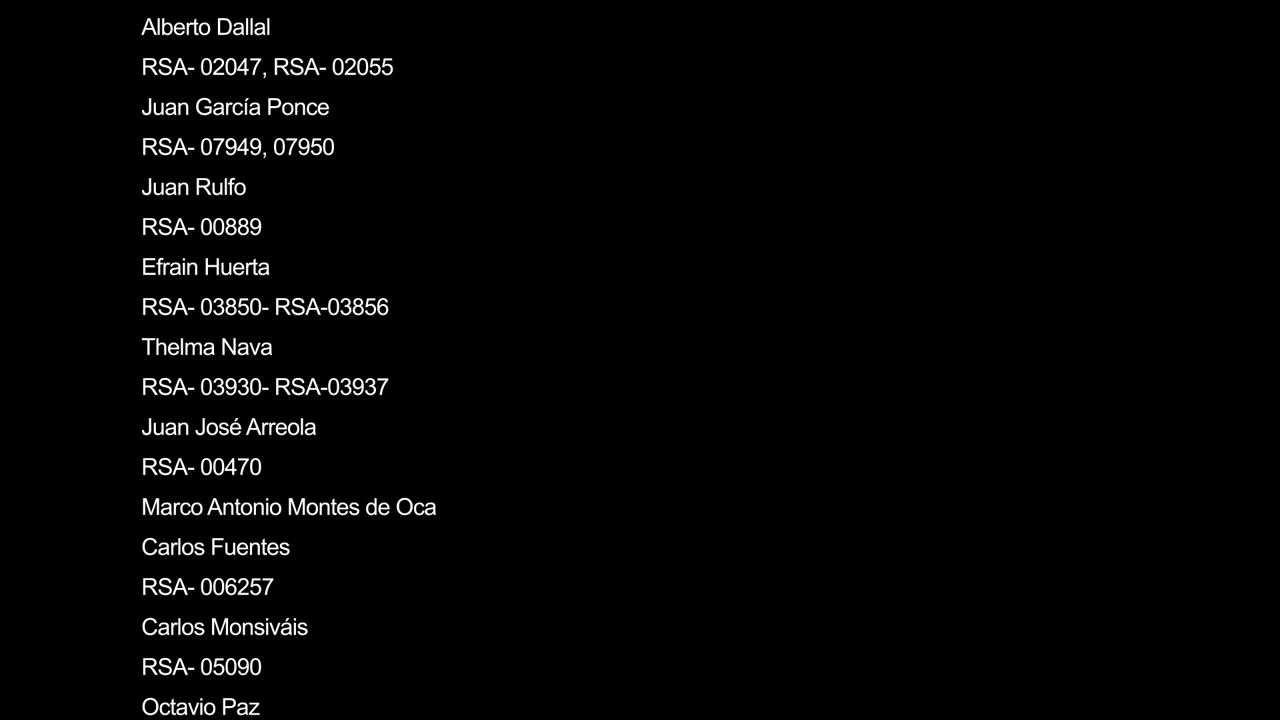 Alberto Dallal
RSA- 02047, RSA- 02055
Juan García Ponce
RSA- 07949, 07950
Juan Rulfo
RSA- 00889
Efrain Huerta
RSA- 03850- RSA-03856
Thelma Nava
RSA- 03930- RSA-03937
Juan José Arreola
RSA- 00470
Marco Antonio Montes de Oca
Carlos Fuentes
RSA- 006257
Carlos Monsiváis
RSA- 05090
Octavio Paz